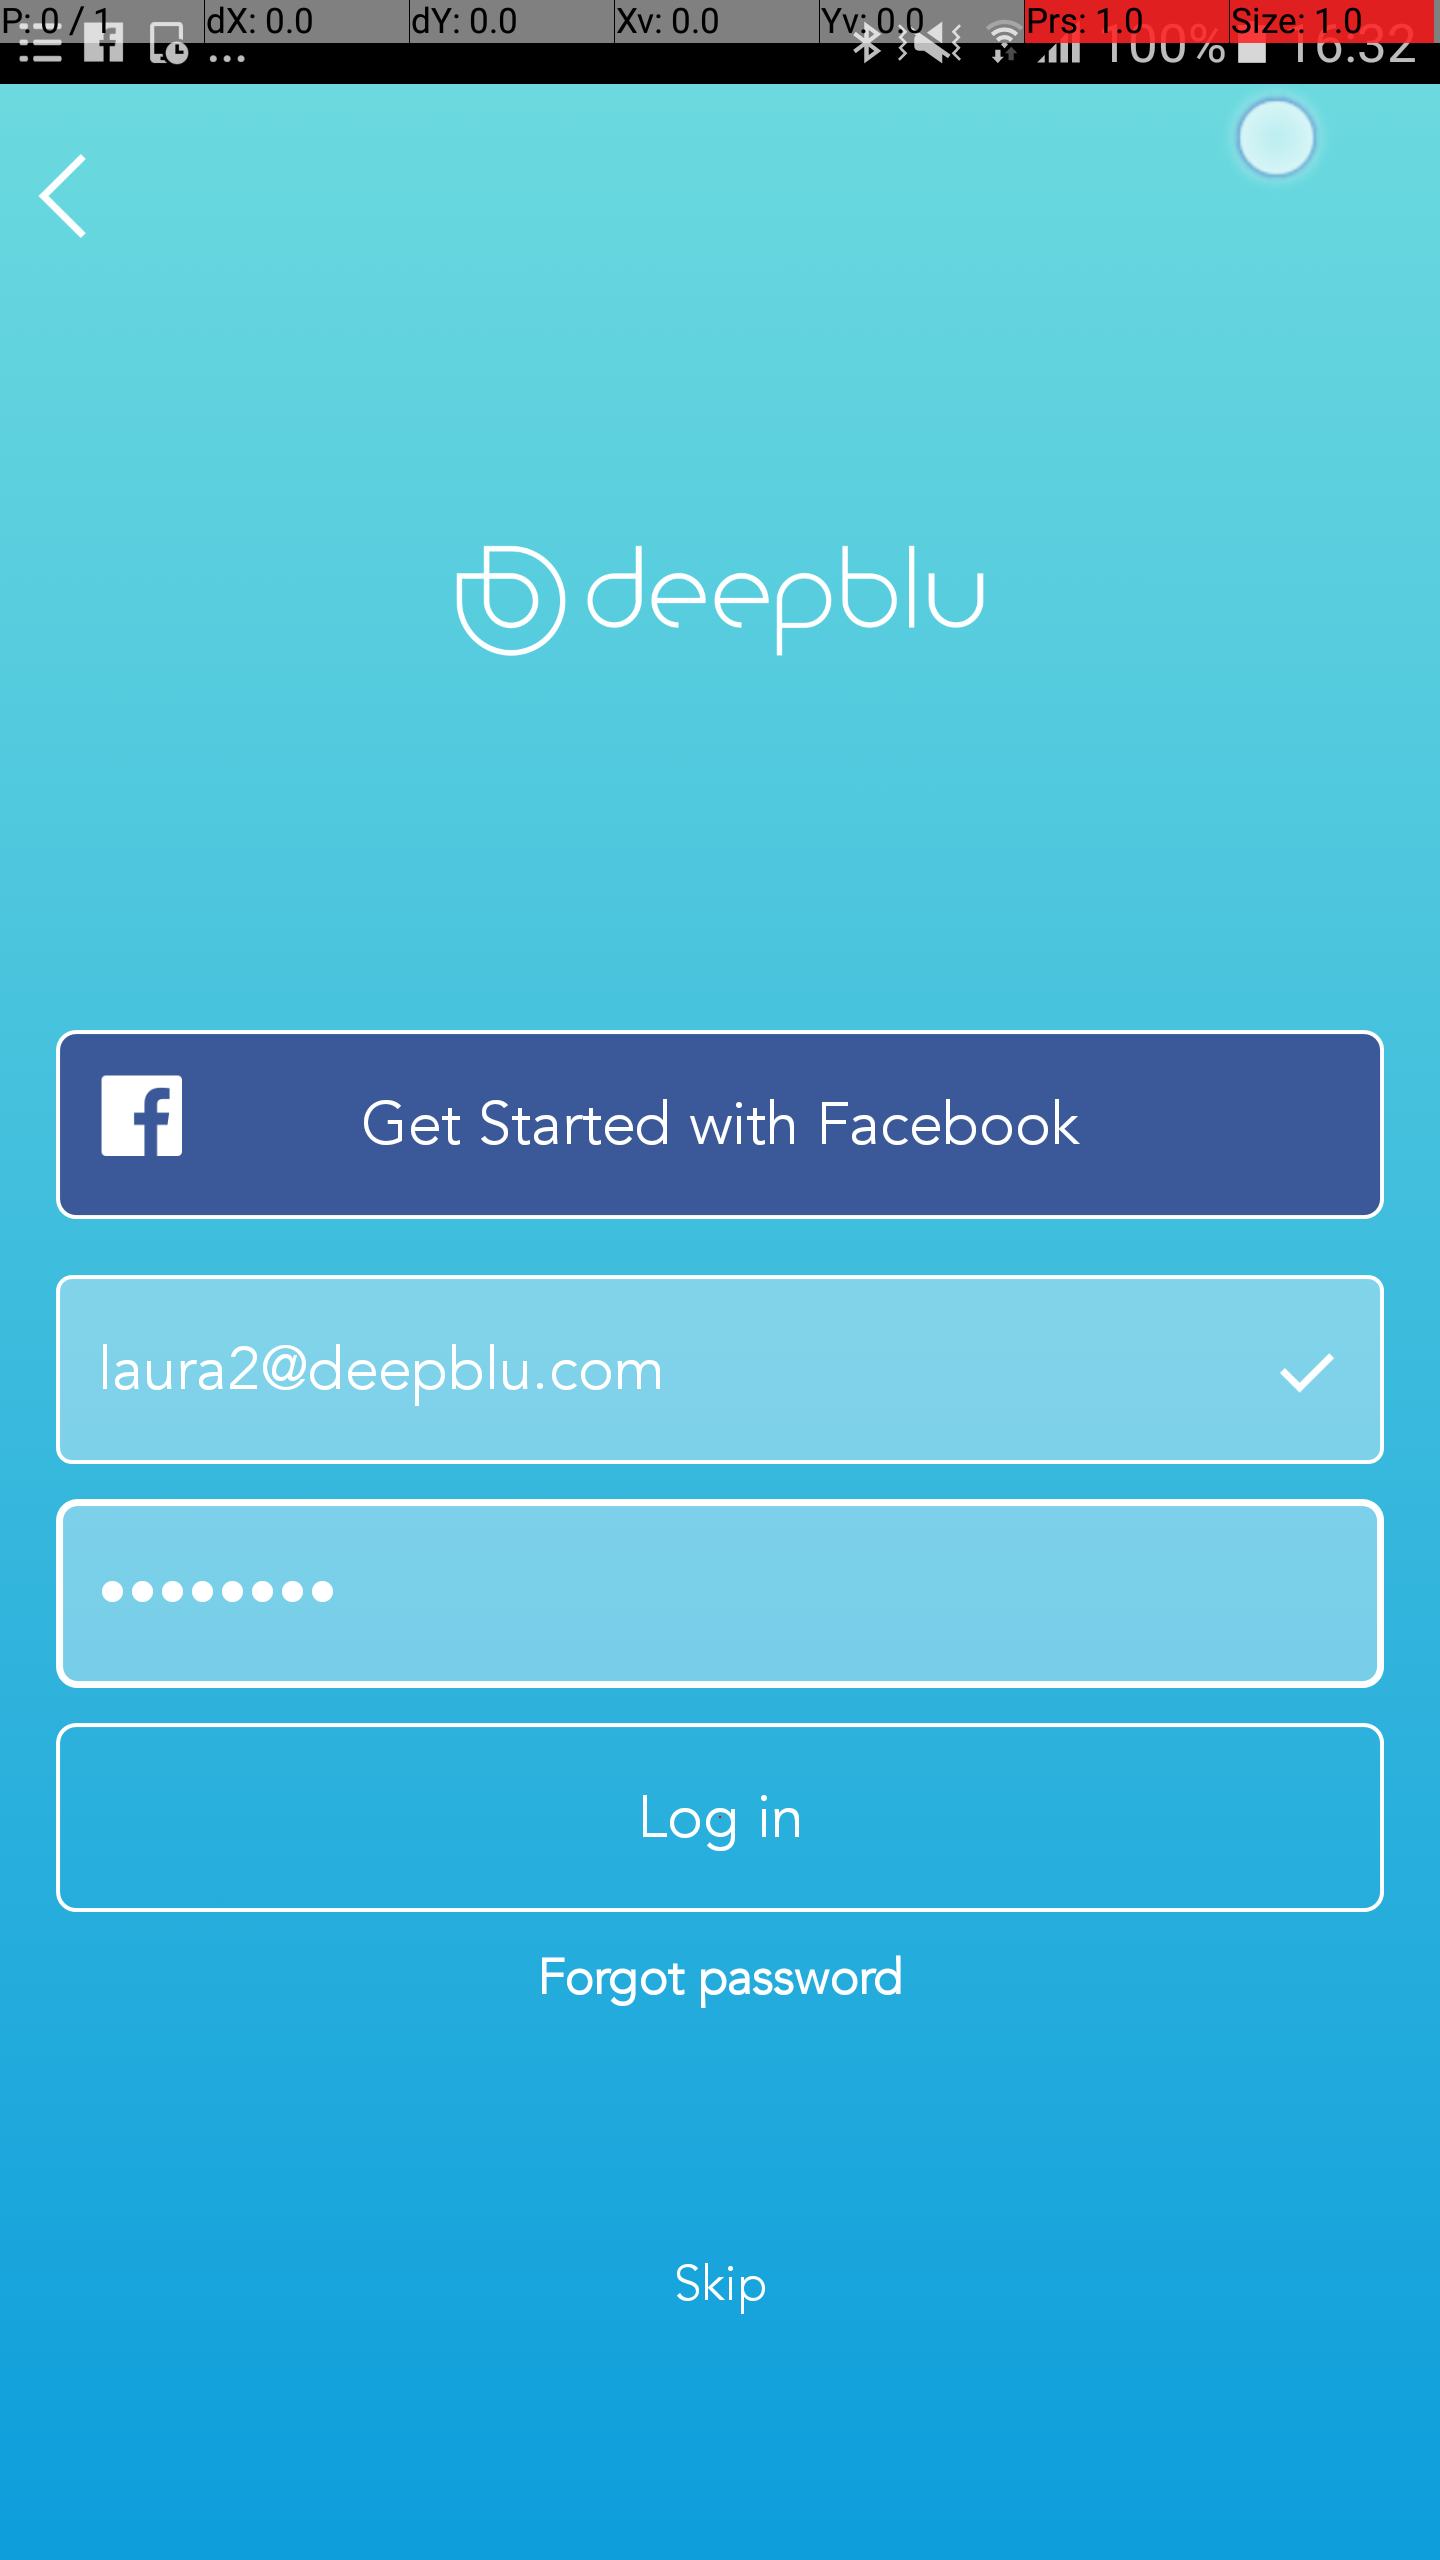 P: 0 / 1 dX: 0.0 dY: 0.0 Xv: 0.0 Yv: 0.0 Prs: 1.0 Size: 1.0
100% 16:32
deepblu
Get Started with Facebook
laura2@deepblu.com
••••••••
Log in
Forgot password
Skip